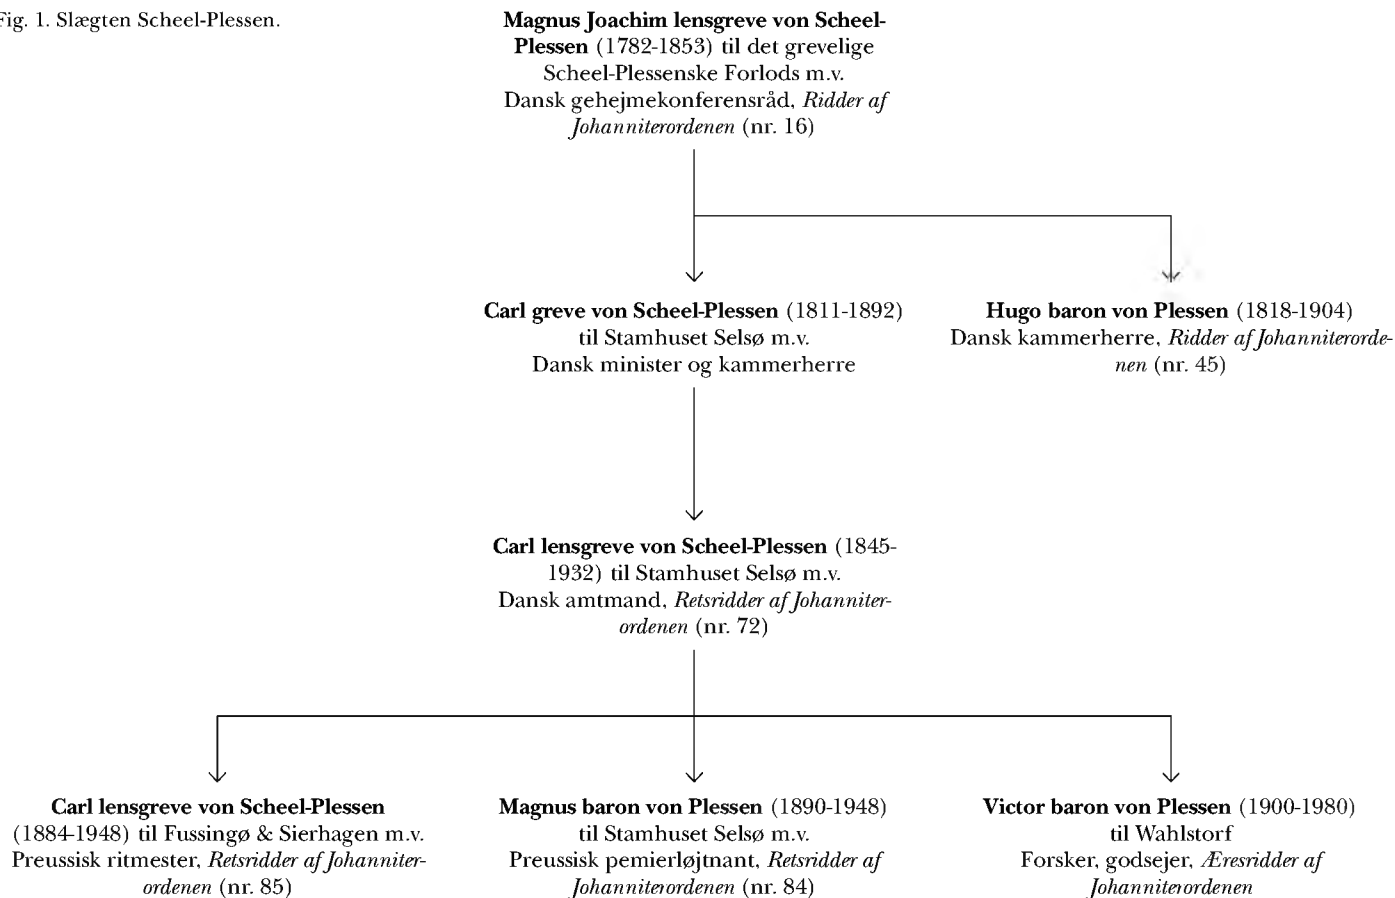 Fig. 1. Slægten Scheel-Plessen.
Magnus Joachim lensgreve von Scheel-
Plessen (1782-1853) til det grevelige
Scheel-Plessenske Forlods m.v.
Dansk gehejmekonferensråd, Ridder af
Johanniterordenen (nr. 16)
Carl greve von Scheel-Plessen (1811-1892)
til Stamhuset Selsø m.v.
Dansk minister og kammerherre
Hugo baron von Plessen (1818-1904)
Dansk kammerherre, Ridder af Johanniterorde-
nen (nr. 45)
Carl lensgreve von Scheel-Plessen (1845-
1932) til Stamhuset Selsø m.v.
Dansk amtmand, Retsridder af Johanniter-
ordenen (nr. 72)
Carl lensgreve von Scheel-Plessen
(1884-1948) til Fussingø & Sierhagen m.v.
Preussisk ritmester, Retsridder af Johanniter-
ordenen (nr. 85)
Magnus baron von Plessen (1890-1948)
til Stamhuset Selsø m.v.
Preussisk pemierløjtnant, Retsridder af
Johanniterordenen (nr. 84)
Victor baron von Plessen (1900-1980)
til Wahlstorf
Forsker, godsejer, Æresridder af
Johanniterordenen